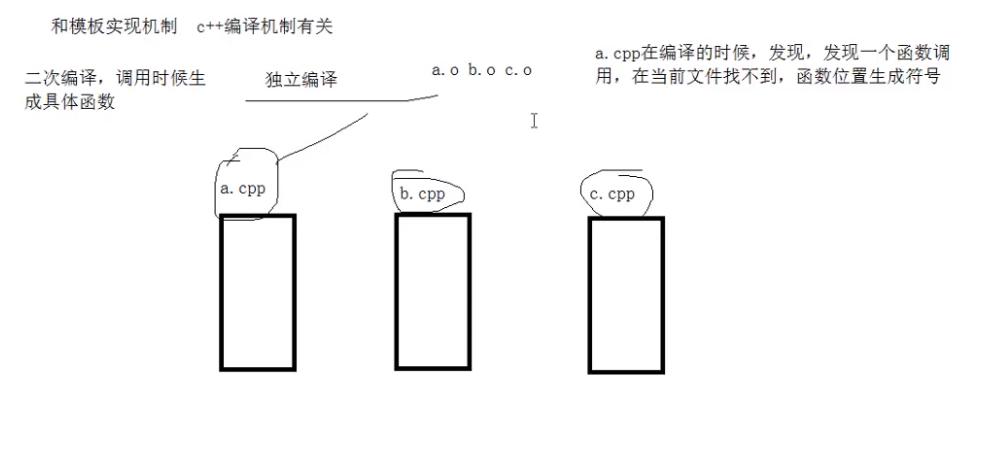 和模板实现机制 c++编译机制有关
二次编译，调用时候生
成具体函数
独立编译
a.o b.o c.o
a.cpp在编译的时候，发现，发现一个函数调
用，在当前文件找不到，函数位置生成符号
a.cpp
b.cpp
c.cpp